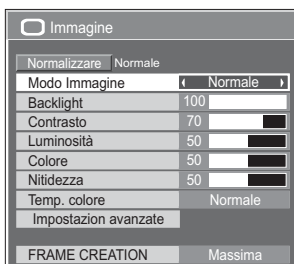 Immagine
Normalizzare Normale
Modo Immagine Normale
Backlight 100
Contrasto 70
Luminosità 50
Colore 50
Nitidezza 50
Temp. colore Normale
Impostazion avanzate
FRAME CREATION Massima